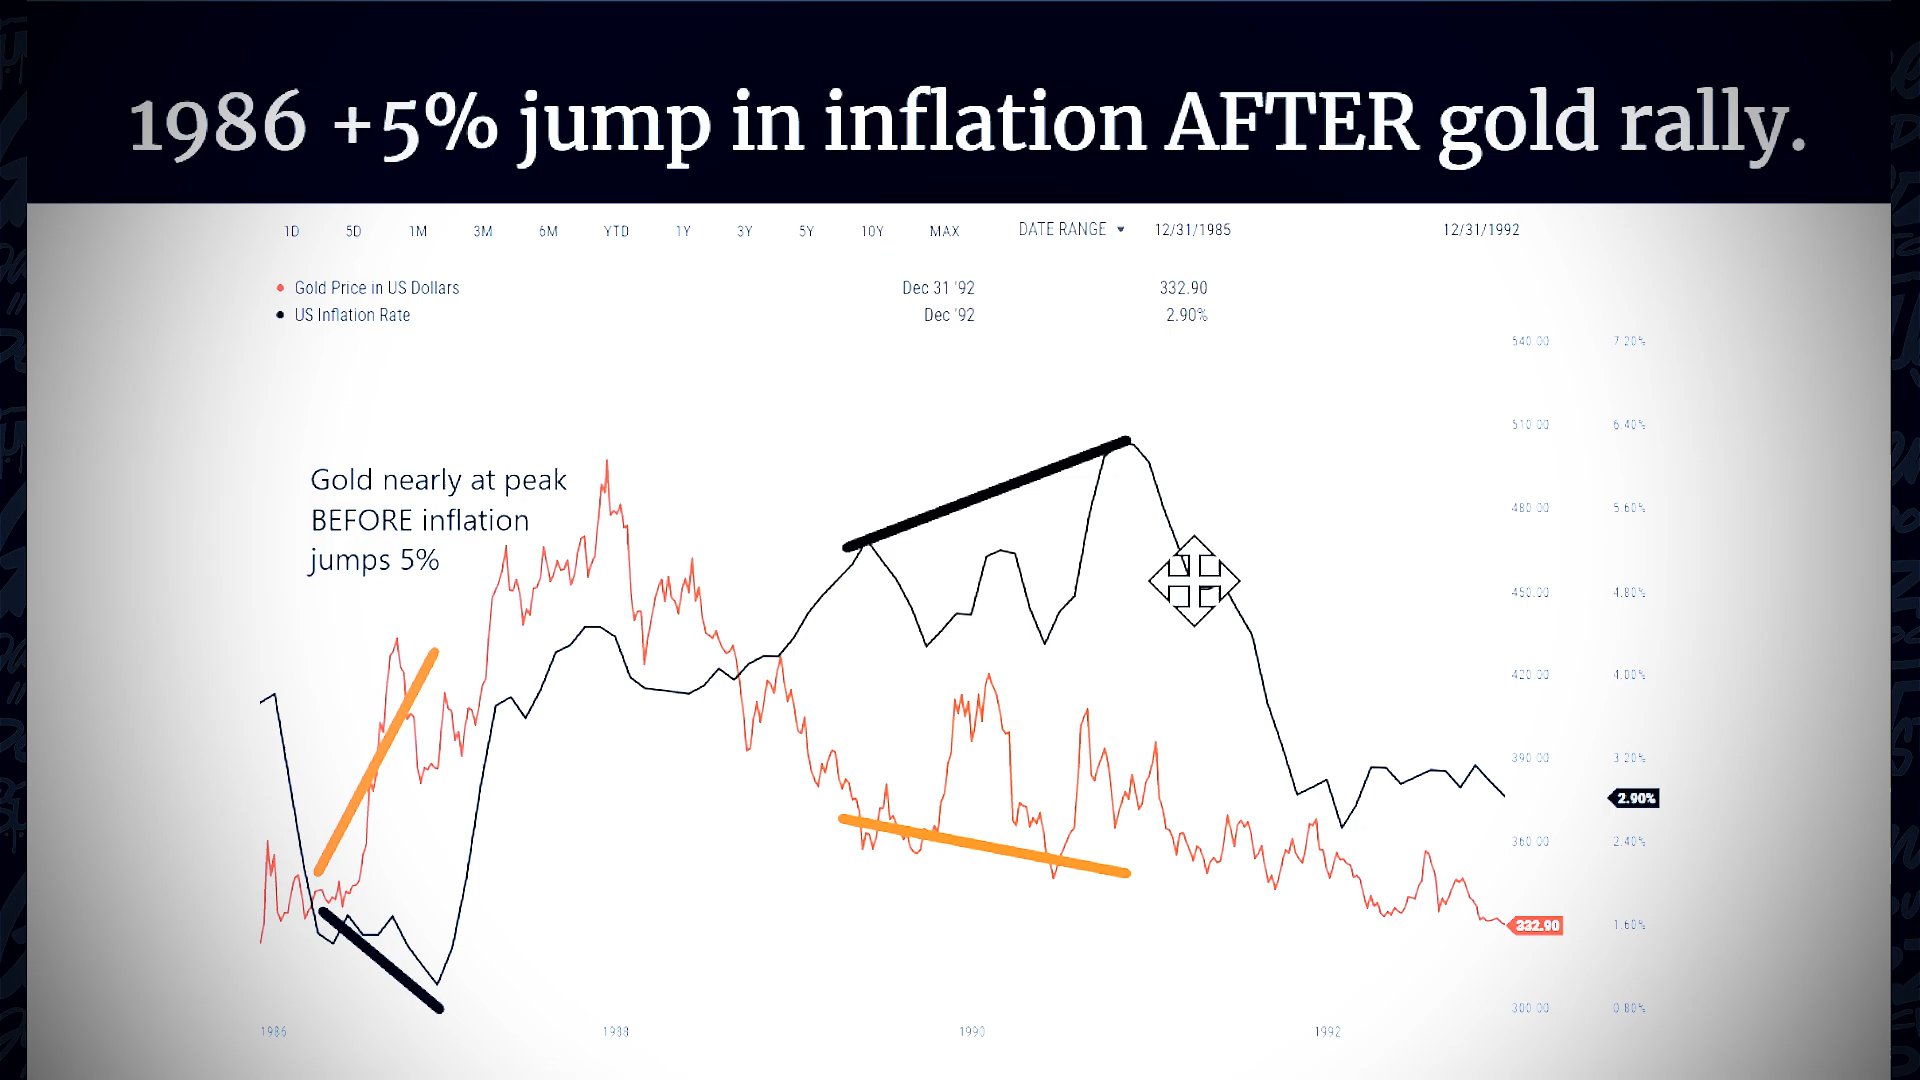 1986 +5% jump in inflation AFTER gold rally.
1D 5D 1M 3M 6M YTD 1Y 3Y 5Y 10Y MAX DATE RANGE 12/31/1985 12/31/1992
Gold Price in US Dollars Dec 31 '92 332.90
US Inflation Rate Dec '92 2.90%
540.00 7.20%
510.00 6.40%
Gold nearly at peak
BEFORE inflation
jumps 5%
480.00 5.60%
450.00 4.80%
420.00 4.00%
390.00 3.20%
2.90%
360.00 2.40%
332.90 1.60%
300.00 0.80%
1986 1988 1990 1992